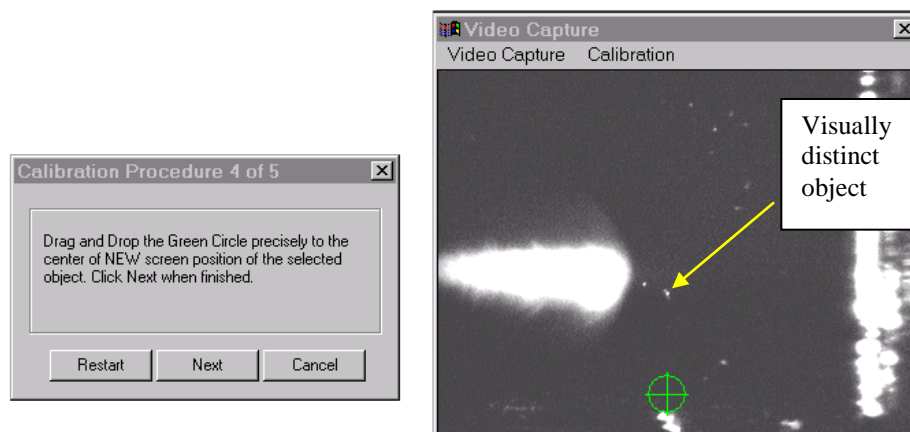 Calibration Procedure 4 of 5
Drag and Drop the Green Circle precisely to the
center of NEW screen position of the selected
object. Click Next when finished.
Restart Next Cancel
Video Capture
Video Capture Calibration
Visually
distinct
object